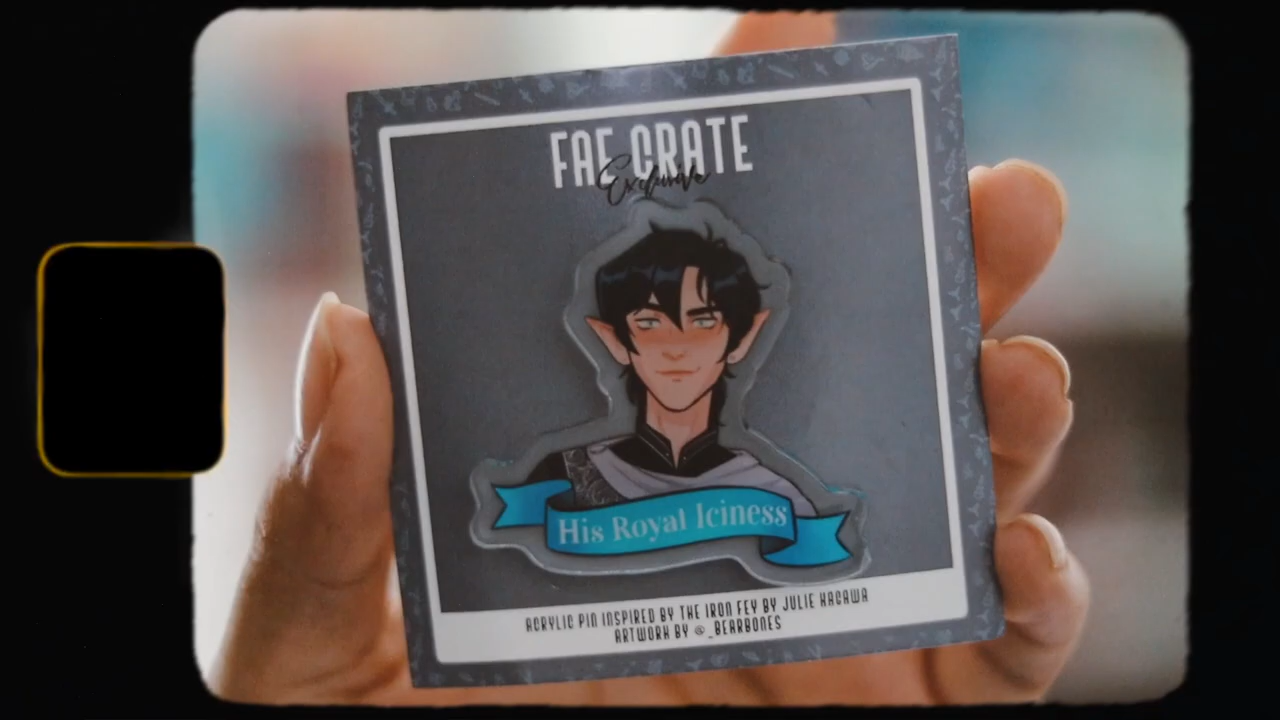 FAE CRATE
Exclusive
His Royal Iciness
ACRYLIC PIN INSPIRED BY THE IRON FEY BY JULIE KAGAWA
ARTWORK BY @_BEARBONES